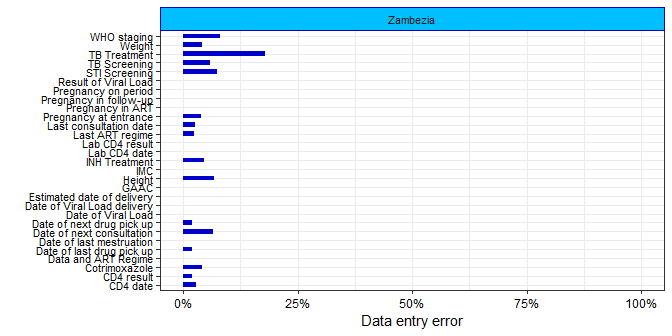 Zambezia
WHO staging
Weight
TB Treatment
TB Screening
STI Screening
Result of Viral Load
Pregnancy on period
Pregnancy in follow-up
Pregnancy in ART
Pregnancy at entrance
Last consultation date
Last ART regime
Lab CD4 result
Lab CD4 date
INH Treatment
IMC
Height
GAAC
Estimated date of delivery
Date of Viral Load delivery
Date of Viral Load
Date of next drug pick up
Date of next consultation
Date of last mestruation
Date of last drug pick up
Data and ART Regime
Cotrimoxazole
CD4 result
CD4 date
0% 25% 50% 75% 100%
Data entry error